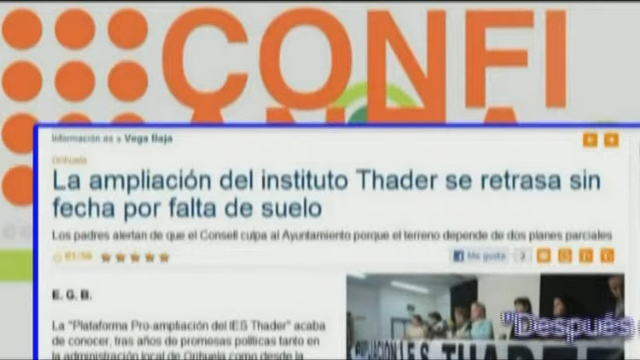 CONFI
Información.es » Vega Baja
Orihuela
La ampliación del instituto Thader se retrasa sin
fecha por falta de suelo
Los padres alertan de que el Consell culpa al Ayuntamiento porque el terreno depende de dos planes parciales
Me gusta
E. G. B.
La "Plataforma Pro-ampliación del IES Thader" acaba
de conocer, tras años de promesas políticas tanto en
la administración local de Orihuela como desde la
I.E.S. THADER
"Después